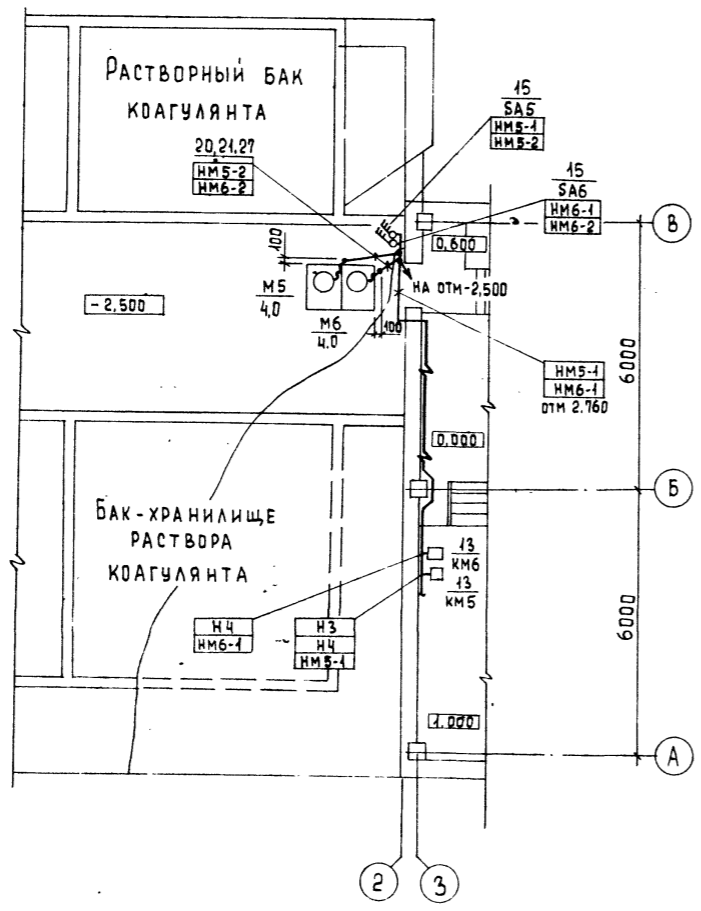 Растворный бак
коагулянта
15
SA5
НМ5-1
НМ5-2
20,21.27
НМ5-2
НМ6-2
15
SA6
НМ6-1
НМ6-2
В
0,600
100
М5
4,0
-2,500
НА ОТМ-2,500
М6
4.0
100
НМ5-1
НМ6-1
ОТМ 2.760
6000
0,000
Б
Бак-хранилище
раствора
коагулянта
13
КМ6
13
КМ5
Н4
НМ6-1
Н3
Н4
НМ5-1
6000
1.000
А
2
3